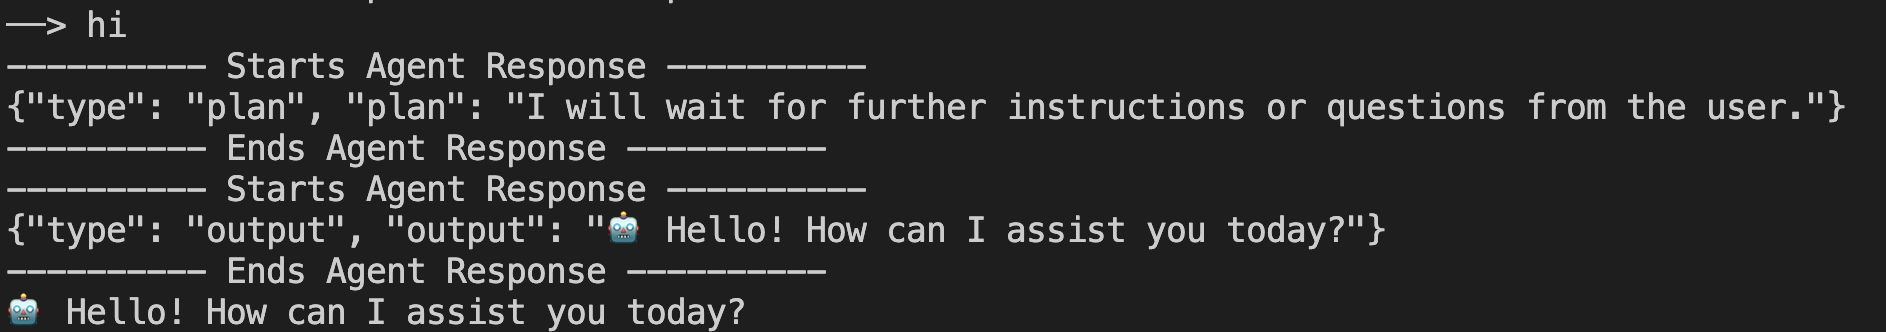 ──> hi
---------- Starts Agent Response ----------
{"type": "plan", "plan": "I will wait for further instructions or questions from the user."}
---------- Ends Agent Response ----------
---------- Starts Agent Response ----------
{"type": "output", "output": "🤖 Hello! How can I assist you today?"}
---------- Ends Agent Response ----------
🤖 Hello! How can I assist you today?